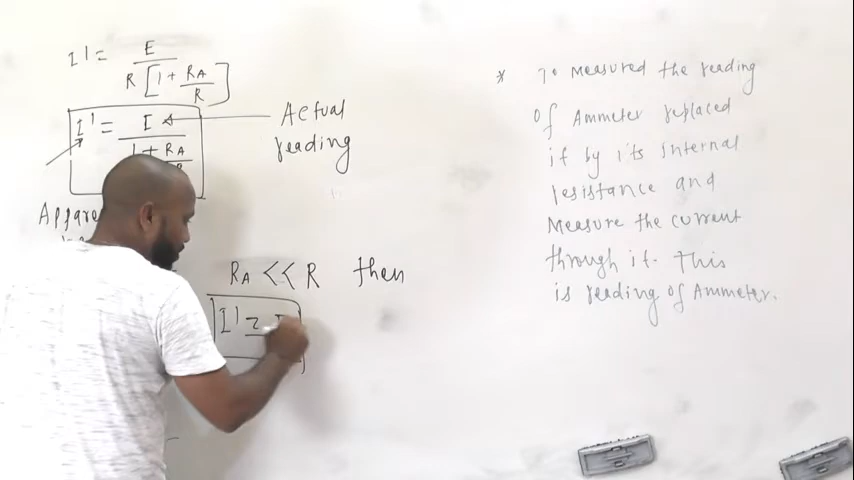 I' = E / R [1 + RA/R]
I' = I / 1 + RA
Actual
reading
RA << R then
I' ≃ I
* To Measured the reading
Of Ammeter replaced
it by its Internal
resistance and
Measure the current
through it. This
is reading of Ammeter.